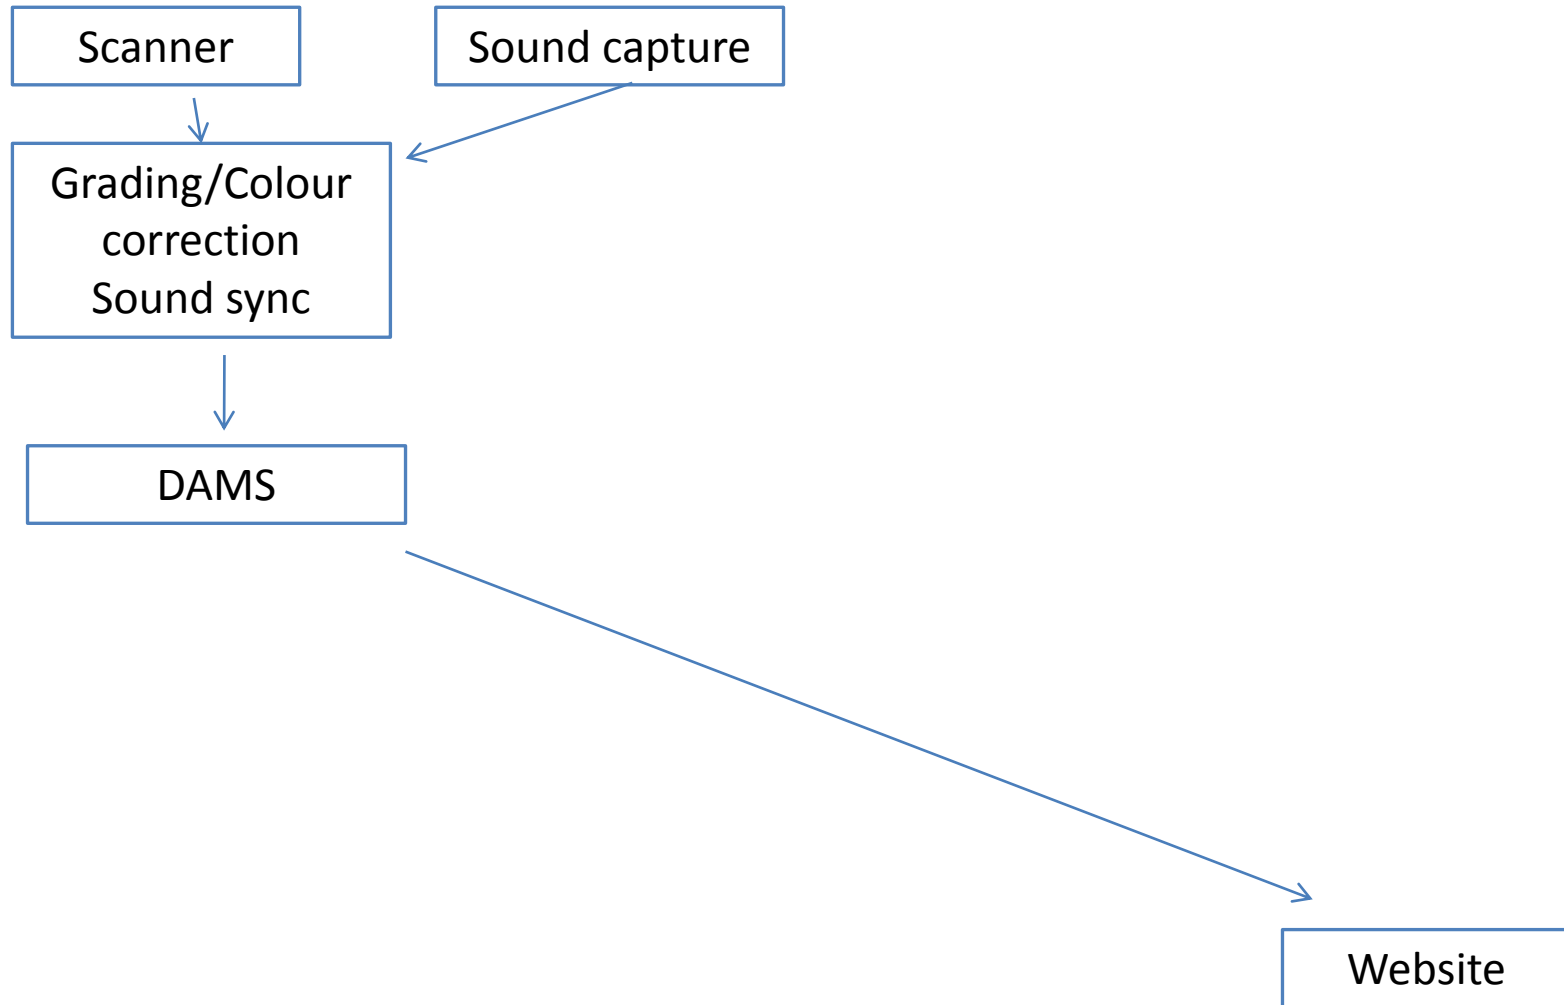 Scanner
Sound capture
Grading/Colour
correction
Sound sync
DAMS
Website